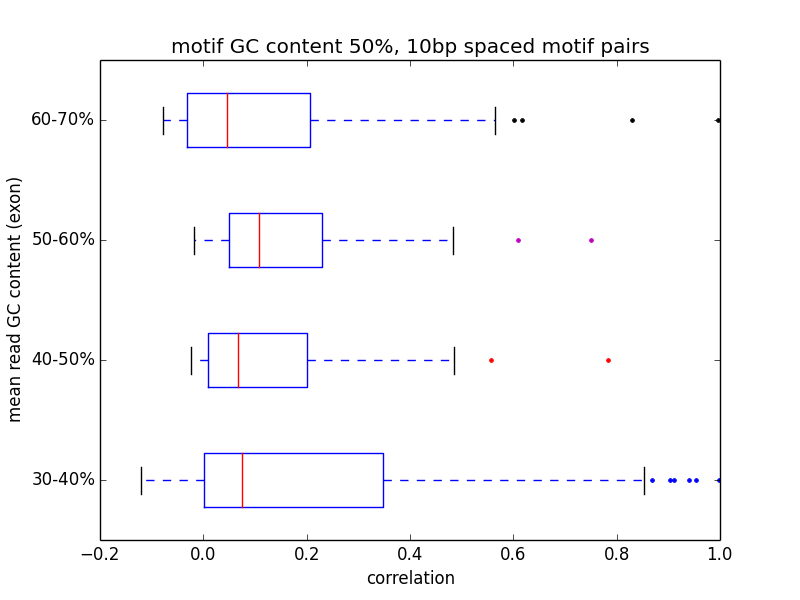 motif GC content 50%, 10bp spaced motif pairs
60-70%
50-60%
40-50%
30-40%
mean read GC content (exon)
−0.2 0.0 0.2 0.4 0.6 0.8 1.0
correlation